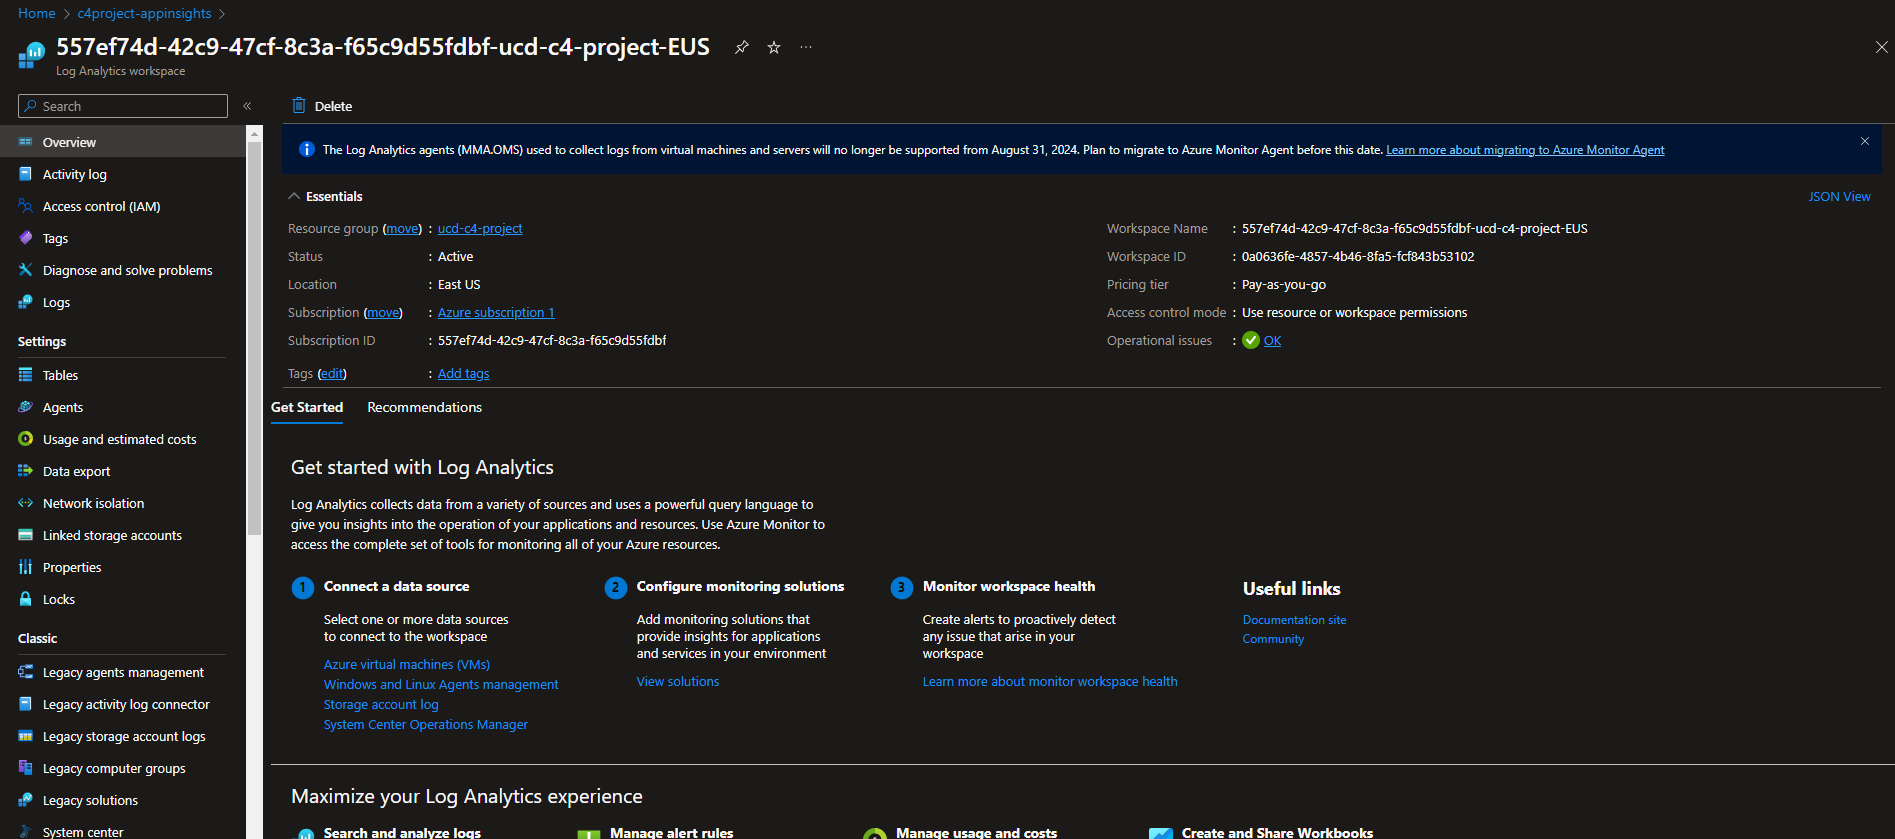 Home > c4project-appinsights >
557ef74d-42c9-47cf-8c3a-f65c9d55fdbf-ucd-c4-project-EUS
Log Analytics workspace
Search
Overview
Activity log
Access control (IAM)
Tags
Diagnose and solve problems
Logs
Settings
Tables
Agents
Usage and estimated costs
Data export
Network isolation
Linked storage accounts
Properties
Locks
Classic
Legacy agents management
Legacy activity log connector
Legacy storage account logs
Legacy computer groups
Legacy solutions
System center
Delete
The Log Analytics agents (MMA,OMS) used to collect logs from virtual machines and servers will no longer be supported from August 31, 2024. Plan to migrate to Azure Monitor Agent before this date. Learn more about migrating to Azure Monitor Agent
Essentials
JSON View
Resource group (move) : ucd-c4-project
Status : Active
Location : East US
Subscription (move) : Azure subscription 1
Subscription ID : 557ef74d-42c9-47cf-8c3a-f65c9d55fdbf
Tags (edit) : Add tags
Workspace Name : 557ef74d-42c9-47cf-8c3a-f65c9d55fdbf-ucd-c4-project-EUS
Workspace ID : 0a0636fe-4857-4b46-8fa5-fcf843b53102
Pricing tier : Pay-as-you-go
Access control mode : Use resource or workspace permissions
Operational issues : OK
Get Started Recommendations
Get started with Log Analytics
Log Analytics collects data from a variety of sources and uses a powerful query language to
give you insights into the operation of your applications and resources. Use Azure Monitor to
access the complete set of tools for monitoring all of your Azure resources.
1 Connect a data source
Select one or more data sources
to connect to the workspace
Azure virtual machines (VMs)
Windows and Linux Agents management
Storage account log
System Center Operations Manager
2 Configure monitoring solutions
Add monitoring solutions that
provide insights for applications
and services in your environment
View solutions
3 Monitor workspace health
Create alerts to proactively detect
any issue that arise in your
workspace
Learn more about monitor workspace health
Useful links
Documentation site
Community
Maximize your Log Analytics experience
Search and analyze logs
Manage alert rules
Manage usage and costs
Create and Share Workbooks